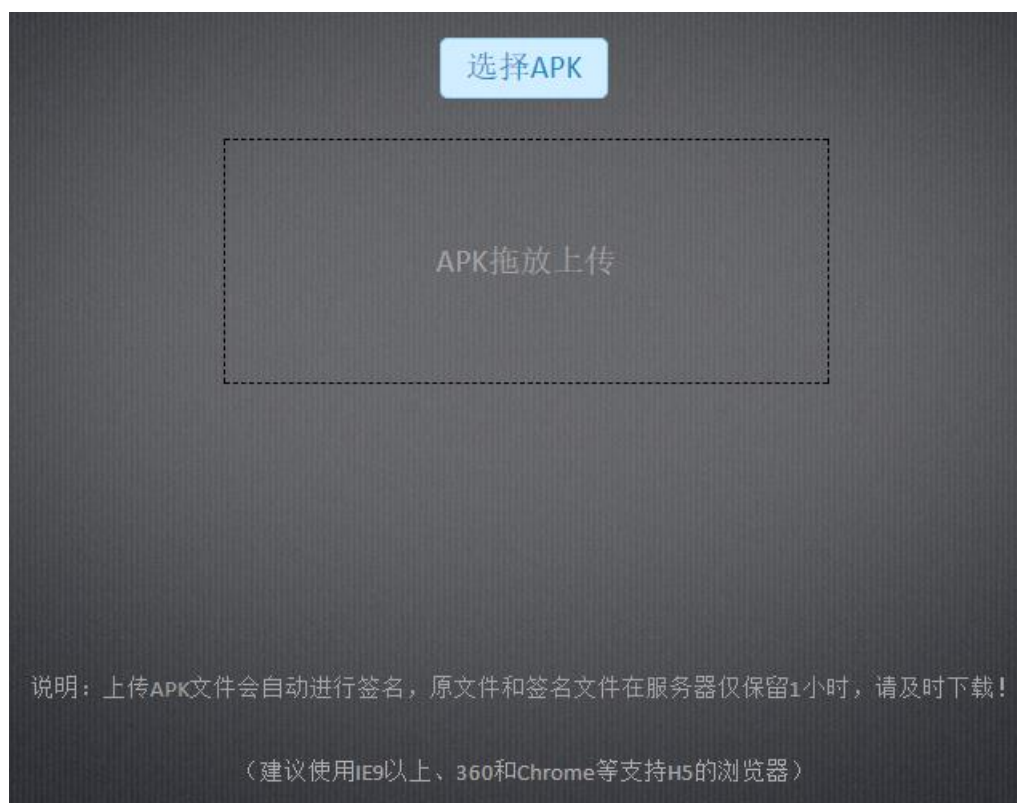 选择APK
APK拖放上传
说明：上传APK文件会自动进行签名，原文件和签名文件在服务器仅保留1小时，请及时下载！
（建议使用IE9以上、360和Chrome等支持H5的浏览器）